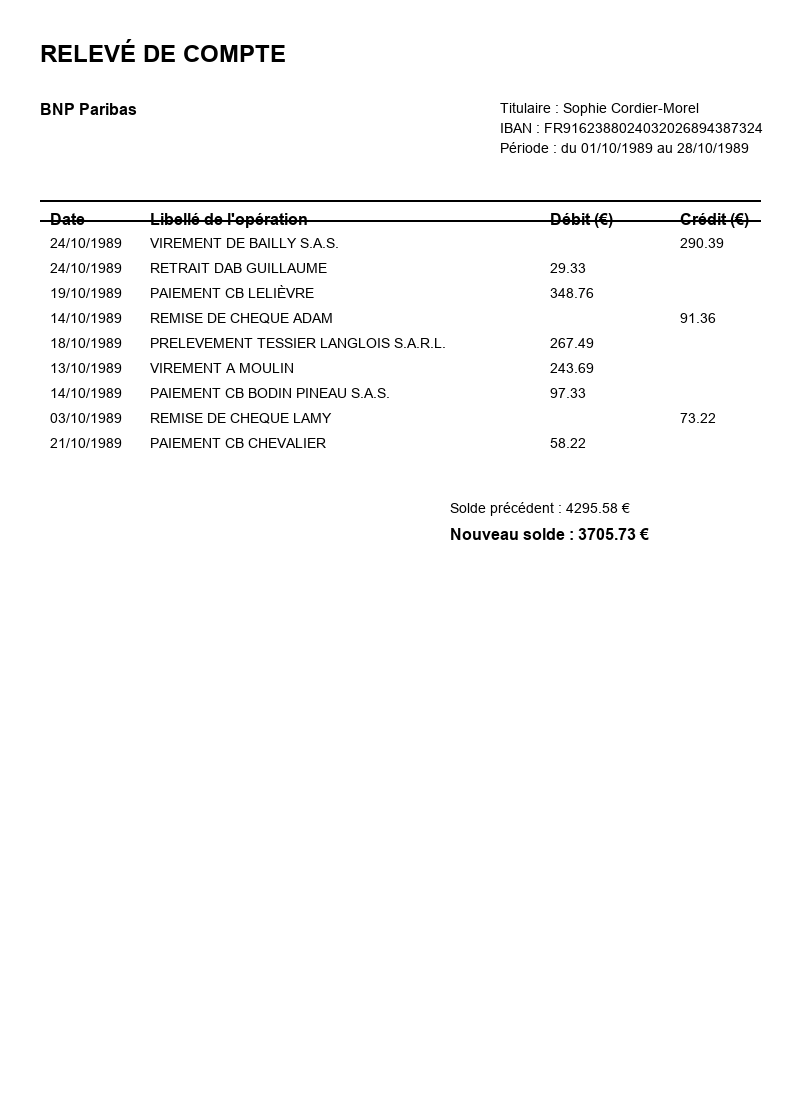 RELEVÉ DE COMPTE
BNP Paribas
Titulaire : Sophie Cordier-Morel
IBAN : FR9162388024032026894387324
Période : du 01/10/1989 au 28/10/1989
Date Libellé de l'opération Débit (€) Crédit (€)
24/10/1989 VIREMENT DE BAILLY S.A.S. 290.39
24/10/1989 RETRAIT DAB GUILLAUME 29.33
19/10/1989 PAIEMENT CB LELIÈVRE 348.76
14/10/1989 REMISE DE CHEQUE ADAM 91.36
18/10/1989 PRELEVEMENT TESSIER LANGLOIS S.A.R.L. 267.49
13/10/1989 VIREMENT A MOULIN 243.69
14/10/1989 PAIEMENT CB BODIN PINEAU S.A.S. 97.33
03/10/1989 REMISE DE CHEQUE LAMY 73.22
21/10/1989 PAIEMENT CB CHEVALIER 58.22
Solde précédent : 4295.58 €
Nouveau solde : 3705.73 €